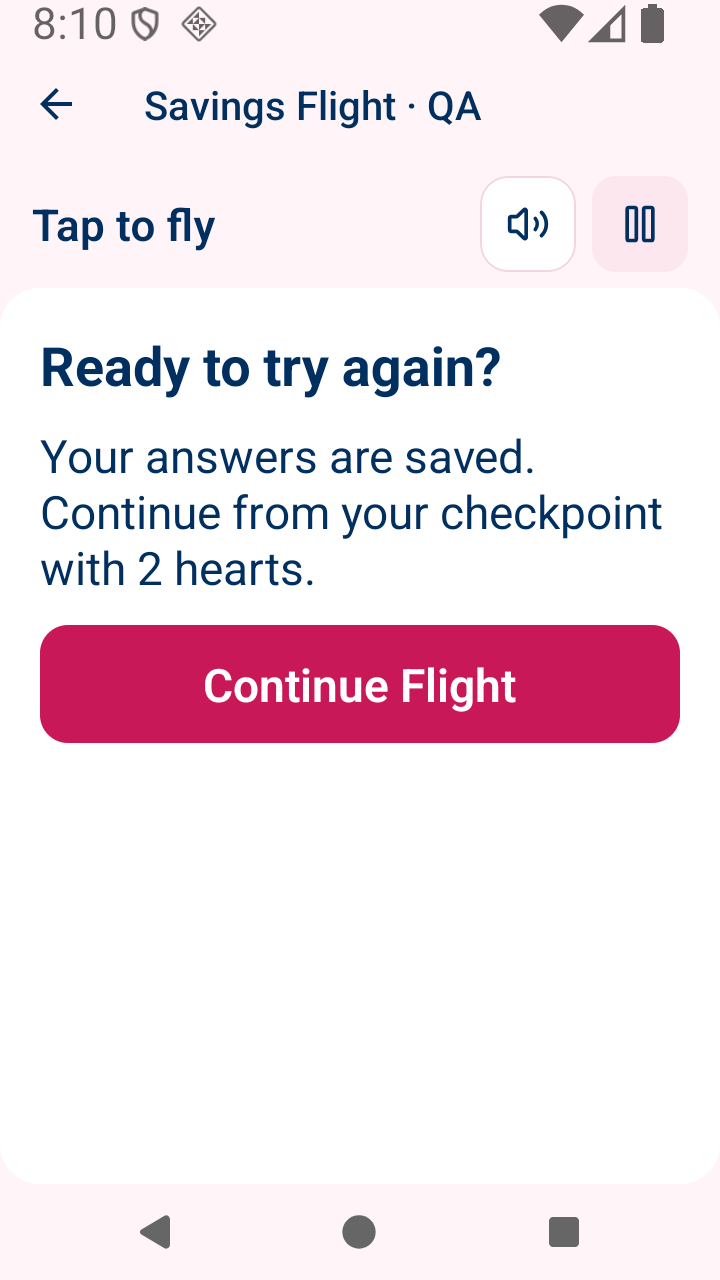 8:10
Savings Flight · QA
Tap to fly
Ready to try again?
Your answers are saved.
Continue from your checkpoint
with 2 hearts.
Continue Flight